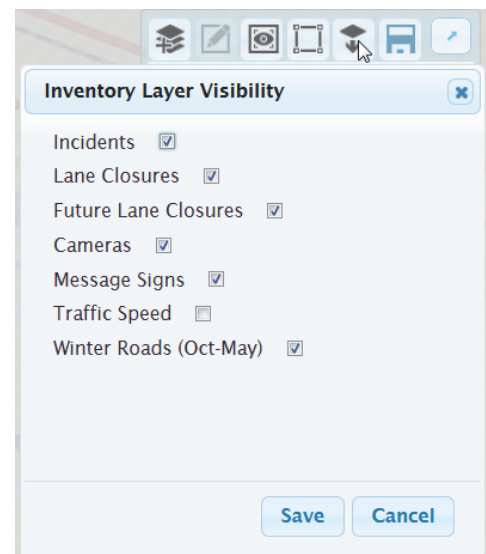 Inventory Layer Visibility
Incidents
Lane Closures
Future Lane Closures
Cameras
Message Signs
Traffic Speed
Winter Roads (Oct-May)
Save Cancel